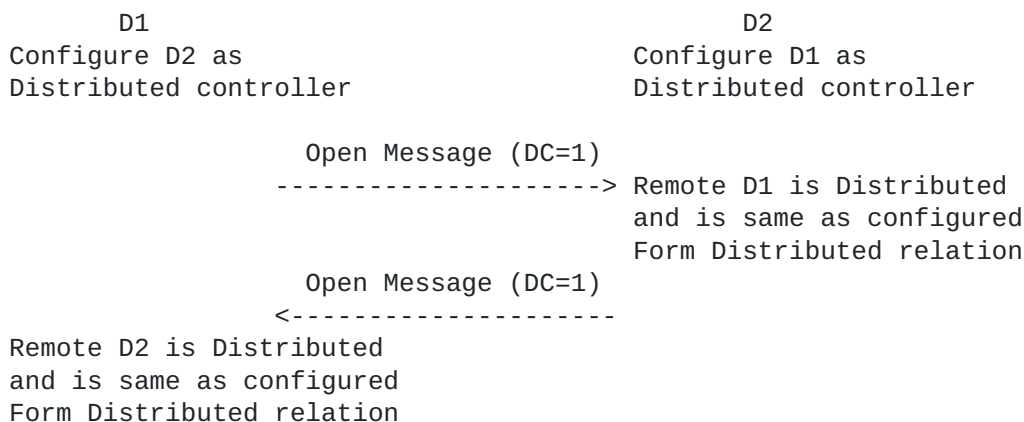 D1 D2
Configure D2 as Configure D1 as
Distributed controller Distributed controller
Open Message (DC=1)
---------------------> Remote D1 is Distributed
and is same as configured
Form Distributed relation
Open Message (DC=1)
<---------------------
Remote D2 is Distributed
and is same as configured
Form Distributed relation